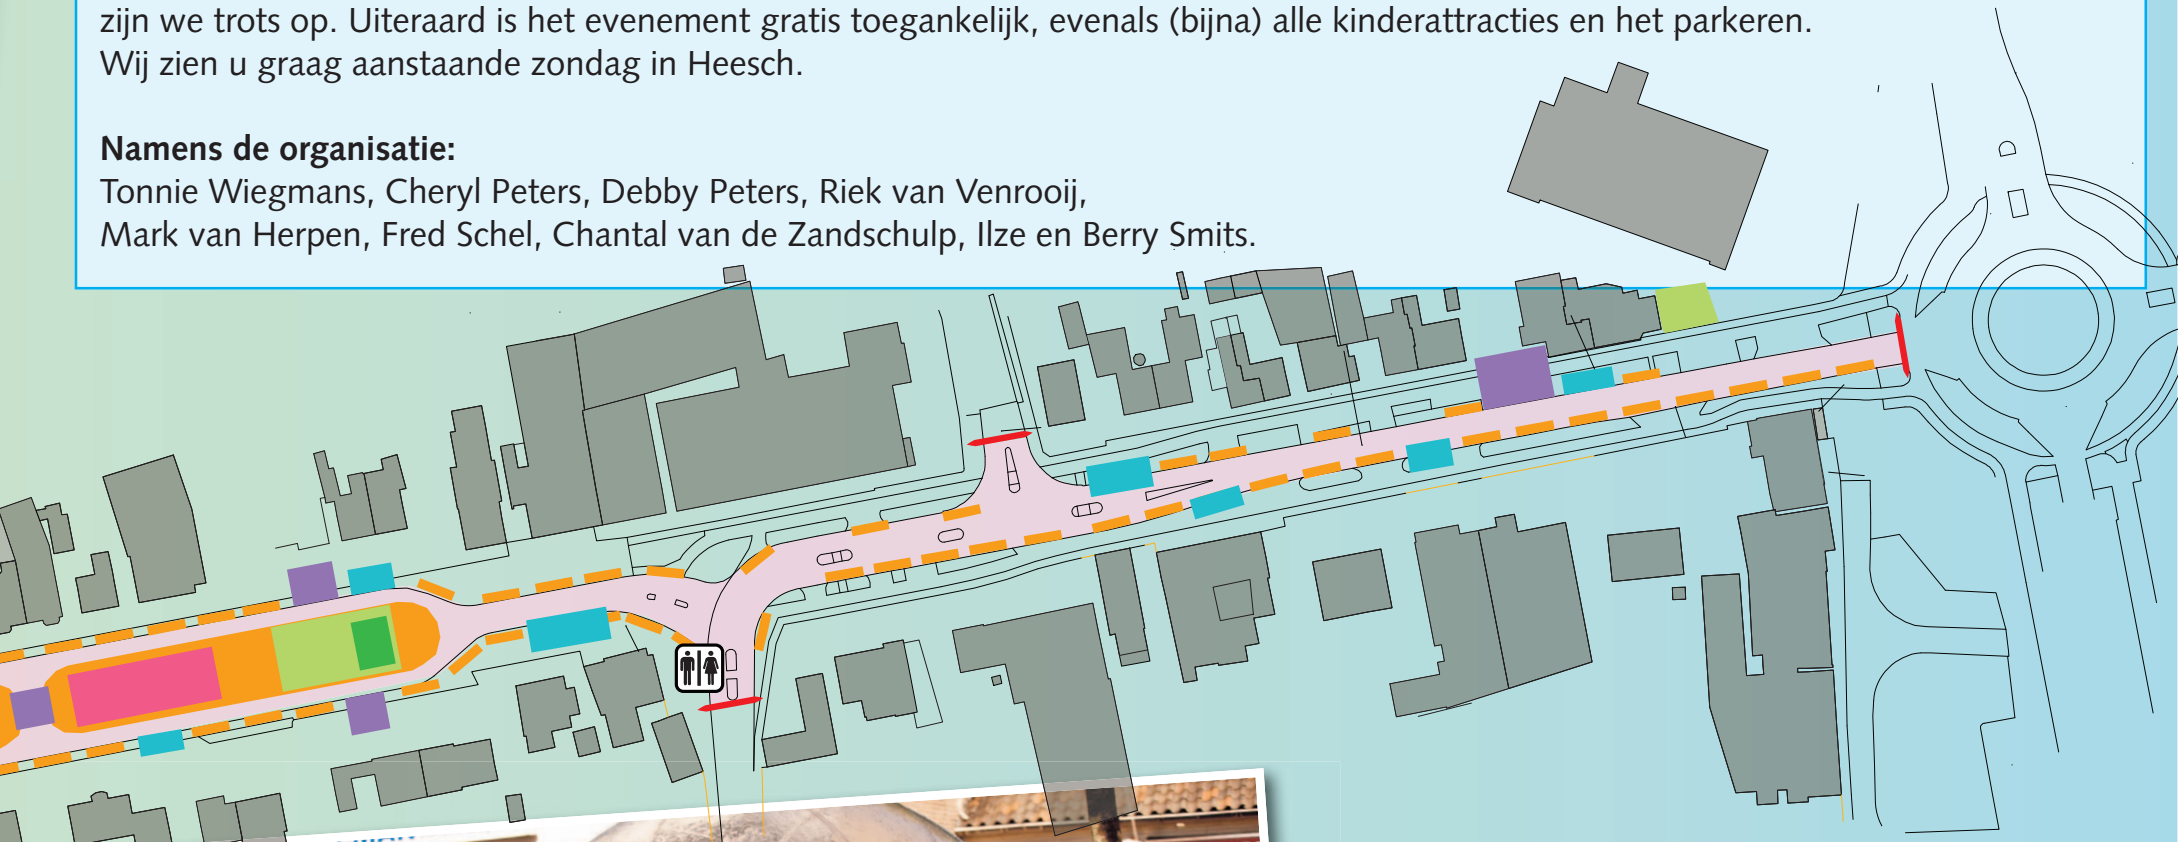 zijn we trots op. Uiteraard is het evenement gratis toegankelijk, evenals (bijna) alle kinderattracties en het parkeren.
Wij zien u graag aanstaande zondag in Heesch.
Namens de organisatie:
Tonnie Wiegmans, Cheryl Peters, Debby Peters, Riek van Venrooij,
Mark van Herpen, Fred Schel, Chantal van de Zandschulp, Ilze en Berry Smits.